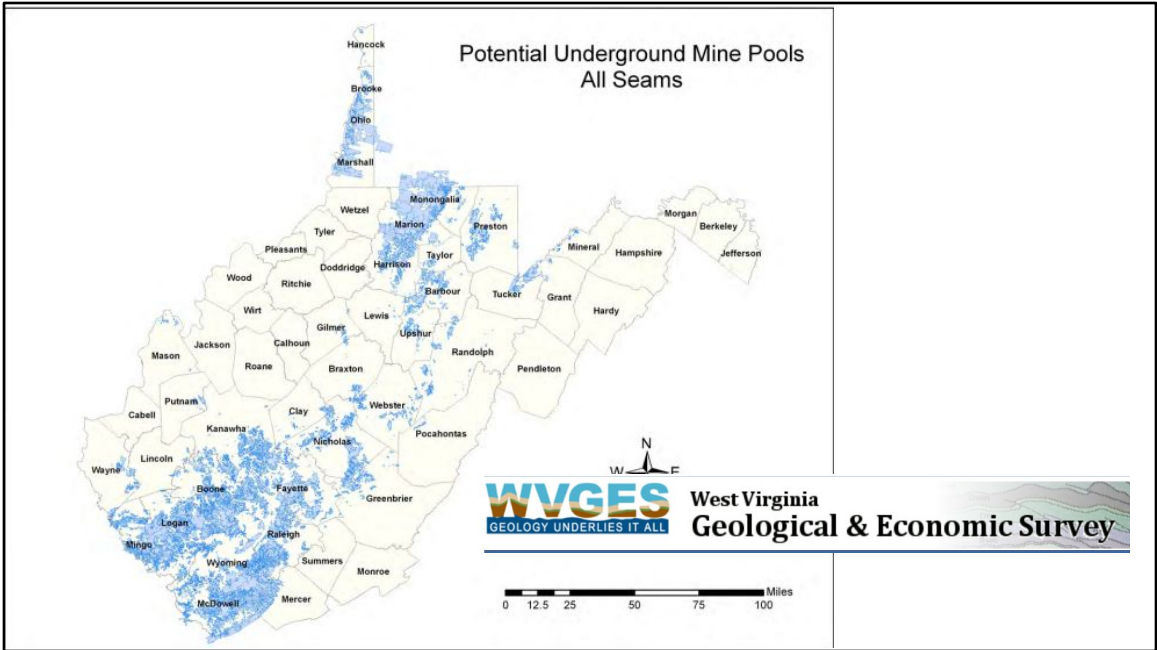 Potential Underground Mine Pools
All Seams
Hancock
Brooke
Ohio
Marshall
Monongalia
Wetzel
Marion
Preston
Morgan
Berkeley
Tyler
Mineral
Hampshire
Jefferson
Pleasants
Doddridge
Harrison
Taylor
Wood
Ritchie
Barbour
Tucker
Grant
Hardy
Wirt
Lewis
Gilmer
Upshur
Jackson
Calhoun
Mason
Roane
Braxton
Randolph
Pendleton
Putnam
Cabell
Clay
Webster
Kanawha
Nicholas
Pocahontas
Lincoln
Wayne
Boone
Fayette
Greenbrier
Logan
Mingo
Raleigh
Wyoming
Summers
Monroe
McDowell
Mercer
N
W E
WVGES
GEOLOGY UNDERLIES IT ALL
West Virginia
Geological & Economic Survey
Miles
0 12.5 25 50 75 100